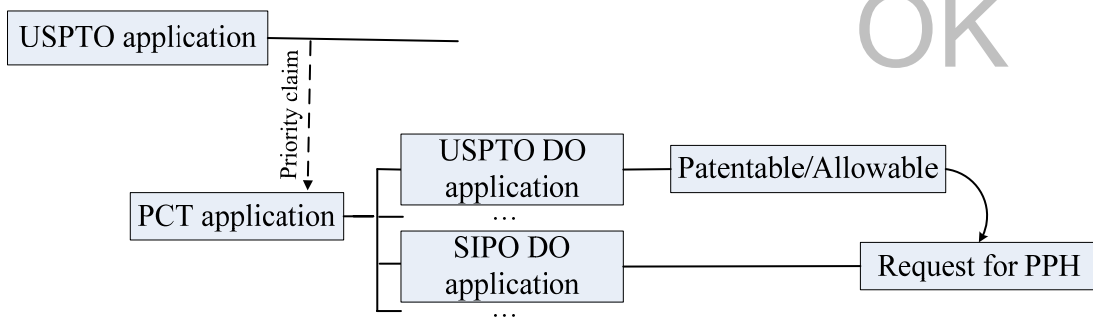 OK
USPTO application
Priority claim
USPTO DO
application
Patentable/Allowable
PCT application
…
SIPO DO
application
Request for PPH
…